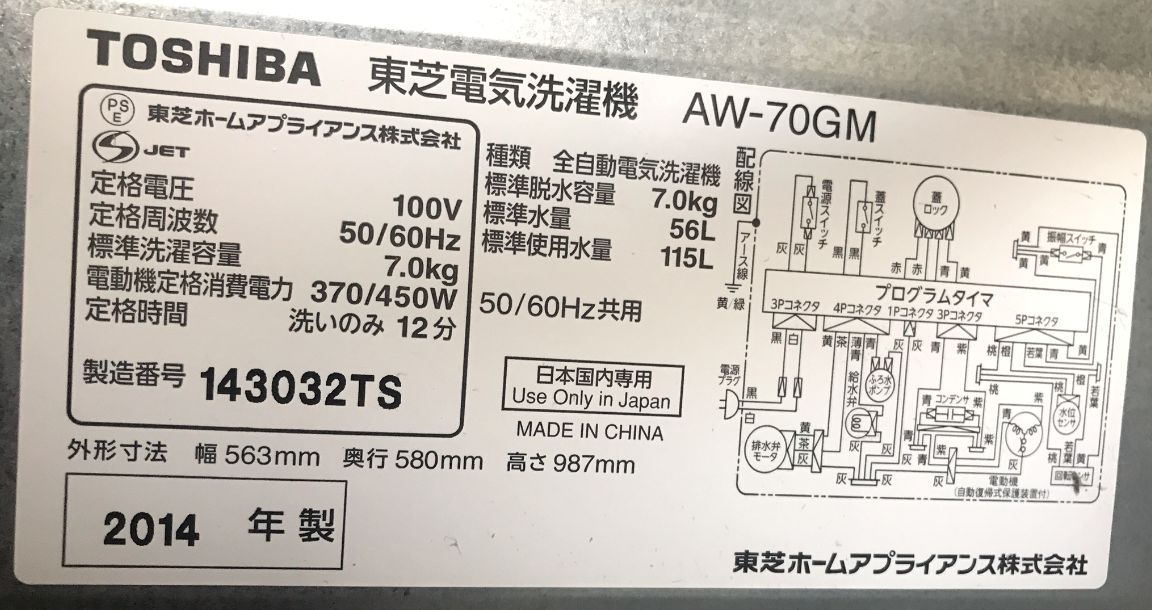 TOSHIBA 東芝電気洗濯機 AW-70GM
PS
E
東芝ホームアプライアンス株式会社
JET
定格電圧 100V
定格周波数 50/60Hz
標準洗濯容量 7.0kg
電動機定格消費電力 370/450W
定格時間 洗いのみ 12分
製造番号 143032TS
種類 全自動電気洗濯機
標準脱水容量 7.0kg
標準水量 56L
標準使用水量 115L
50/60Hz共用
日本国内専用
Use Only in Japan
MADE IN CHINA
外形寸法 幅 563mm 奥行 580mm 高さ 987mm
2014 年製
配線図
アース線
黄/緑
電源スイッチ
蓋スイッチ
蓋
ロック
振幅スイッチ
黄 黄 青
灰 灰 黒 黒 赤 赤 青 黄
プログラムタイマ
3Pコネクタ 4Pコネクタ 1Pコネクタ 3Pコネクタ 5Pコネクタ
黒 白 黄 茶 薄青 青 灰 灰 青 紫 桃 橙 若葉 青 黄
電源
プラグ
黒
白
給水弁
ふろ水
ポンプ
コンデンサ
青 紫
桃 紫 桃 橙 若葉
水位
センサ
排水弁
モータ
黄
茶
灰 灰 灰 灰
青 紫 紫 青 灰
桃 若葉 黄
回転センサ
電動機
(自動復帰式保護装置付)
東芝ホームアプライアンス株式会社